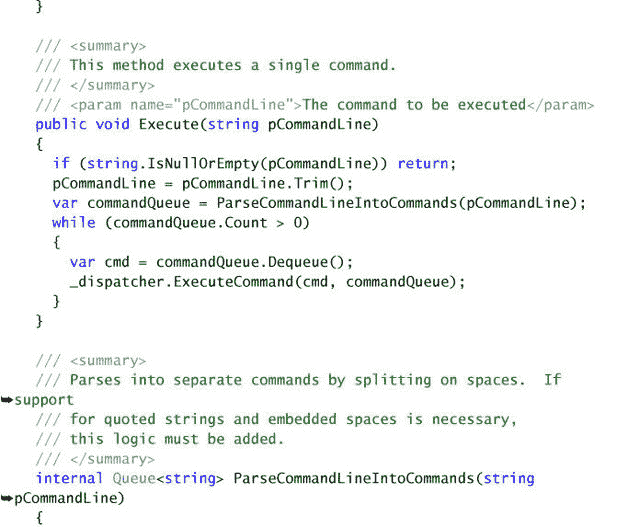 }
/// <summary>
/// This method executes a single command.
/// </summary>
/// <param name="pCommandLine">The command to be executed</param>
public void Execute(string pCommandLine)
{
if (string.IsNullOrEmpty(pCommandLine)) return;
pCommandLine = pCommandLine.Trim();
var commandQueue = ParseCommandLineIntoCommands(pCommandLine);
while (commandQueue.Count > 0)
{
var cmd = commandQueue.Dequeue();
_dispatcher.ExecuteCommand(cmd, commandQueue);
}
}
/// <summary>
/// Parses into separate commands by splitting on spaces.  If
➥support
/// for quoted strings and embedded spaces is necessary,
/// this logic must be added.
/// </summary>
internal Queue<string> ParseCommandLineIntoCommands(string
➥pCommandLine)
{